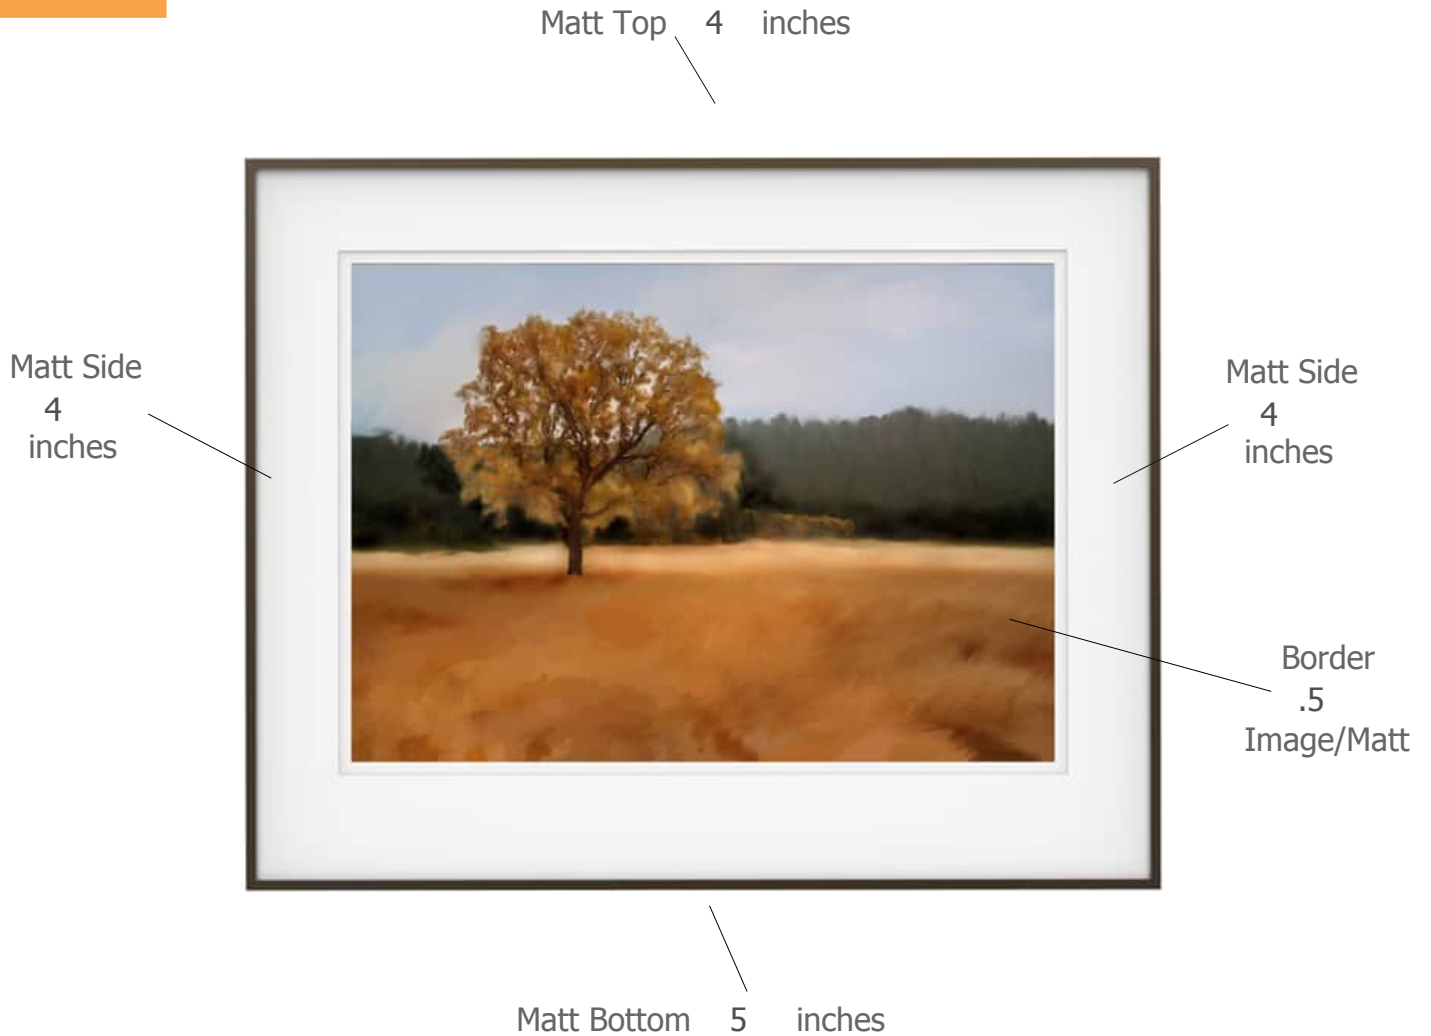 Matt Top 4 inches
Matt Side
4
inches
Matt Side
4
inches
Border
.5
Image/Matt
Matt Bottom 5 inches